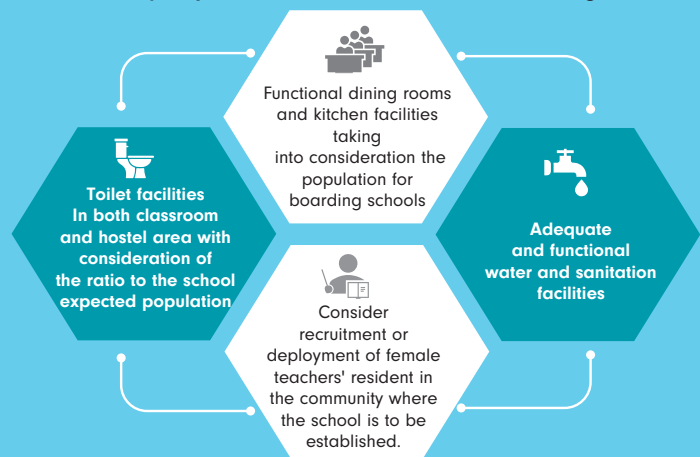 Functional dining rooms
and kitchen facilities
taking
into consideration the
population for
boarding schools
Toilet facilities
In both classroom
and hostel area with
consideration of
the ratio to the school
expected population
Adequate
and functional
water and sanitation
facilities
Consider
recruitment or
deployment of female
teachers' resident in
the community where
the school is to be
established.